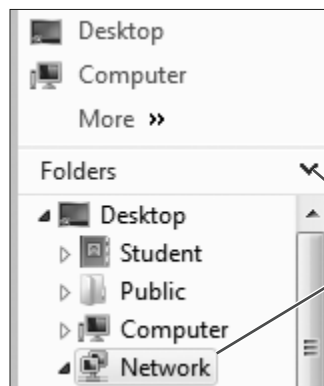 Desktop
Computer
More »
Folders
Desktop
Student
Public
Computer
Network